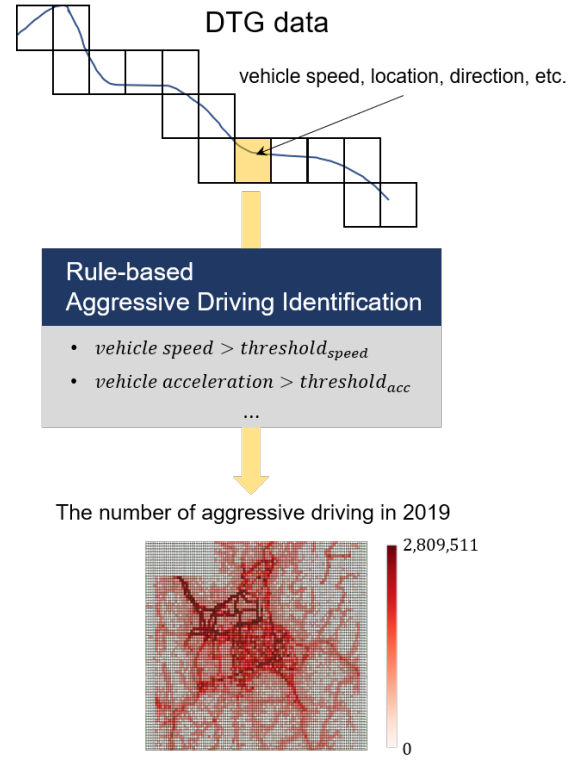 DTG data
vehicle speed, location, direction, etc.
Rule-based
Aggressive Driving Identification
• vehicle speed > threshold_speed
• vehicle acceleration > threshold_acc
...
The number of aggressive driving in 2019
2,809,511
0